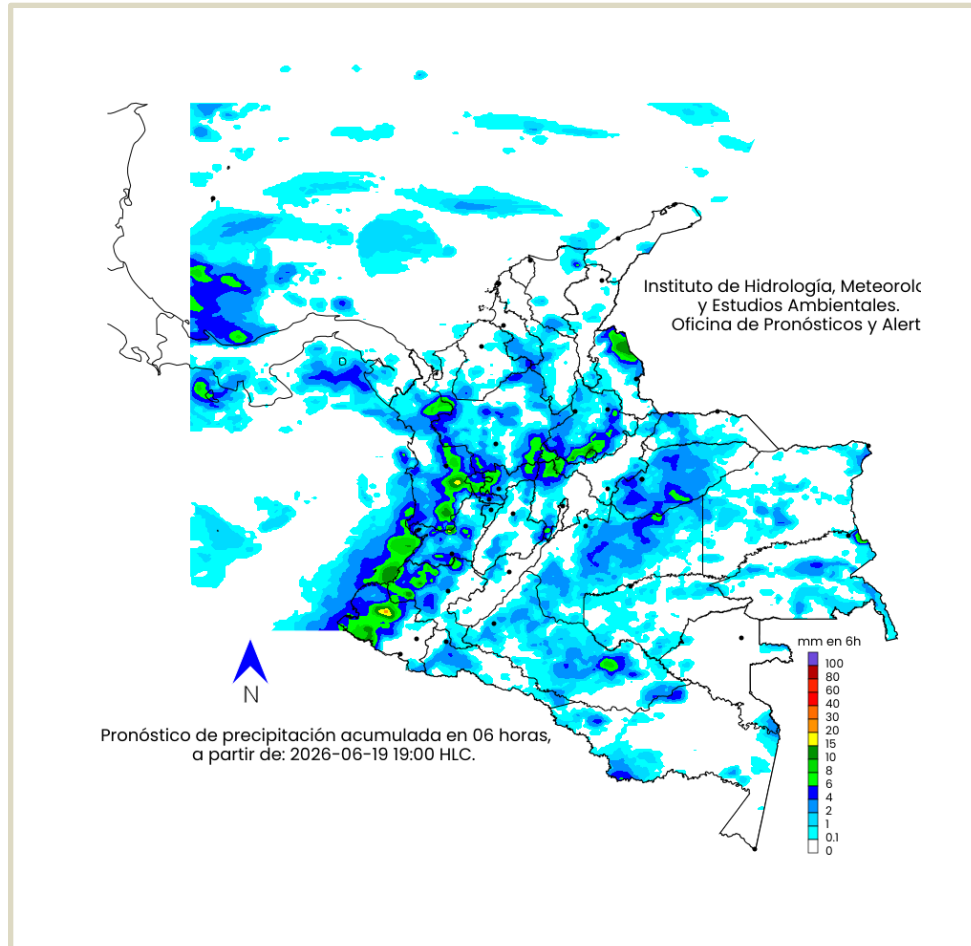 Instituto de Hidrología, Meteorolo
y Estudios Ambientales.
Oficina de Pronósticos y Alert
mm en 6h
100
80
60
40
30
20
15
10
8
6
4
2
1
0.1
0
N
Pronóstico de precipitación acumulada en 06 horas,
a partir de: 2026-06-19 19:00 HLC.